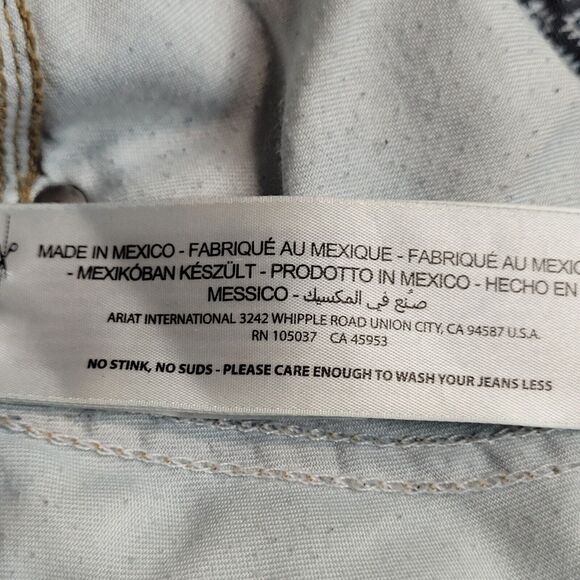 MADE IN MEXICO - FABRIQUÉ AU MEXIQUE - FABRIQUÉ AU
- MEXIKÓBAN KÉSZÜLT - PRODOTTO IN MEXICO - HECHO EN
MESSICO - صنع في المكسيك
ARIAT INTERNATIONAL 3242 WHIPPLE ROAD UNION CITY, CA 94587 U.S.A.
RN 105037 CA 45953
NO STINK, NO SUDS - PLEASE CARE ENOUGH TO WASH YOUR JEANS LESS